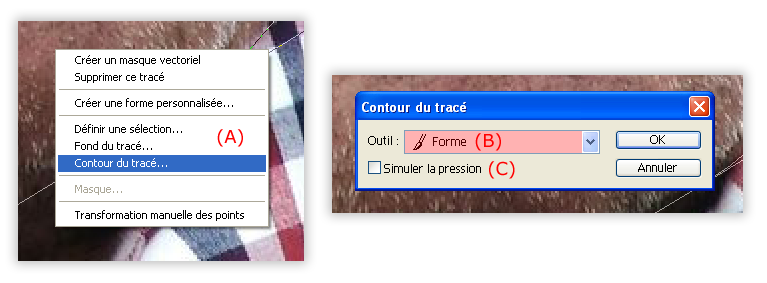 Créer un masque vectoriel
Supprimer ce tracé
Créer une forme personnalisée...
Définir une sélection...
(A)
Fond du tracé...
Contour du tracé...
Masque...
Transformation manuelle des points
Contour du tracé
Outil : Forme (B)
OK
Simuler la pression (C)
Annuler